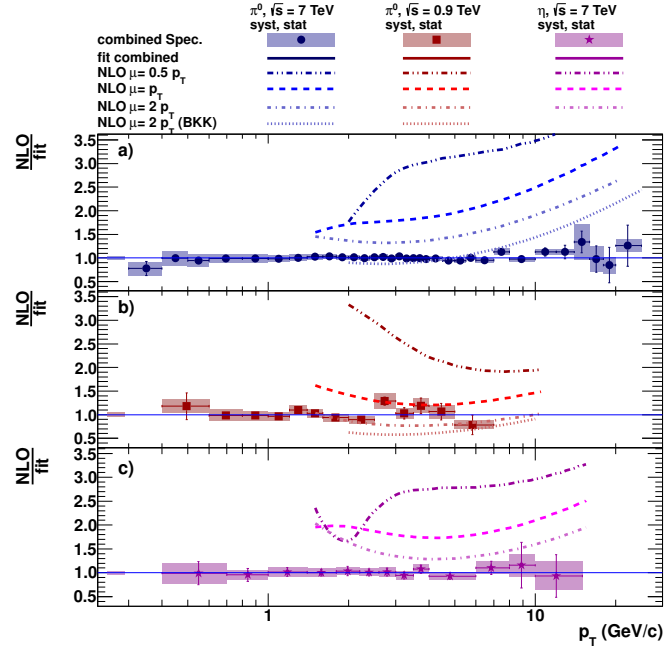 π⁰, √s = 7 TeV π⁰, √s = 0.9 TeV η, √s = 7 TeV
syst, stat syst, stat syst, stat
combined Spec.
fit combined
NLO μ= 0.5 p_T
NLO μ= p_T
NLO μ= 2 p_T
NLO μ= 2 p_T (BKK)
NLO/fit
3.5
a)
3.0
2.5
2.0
1.5
1.0
0.5
NLO/fit
3.5
b)
3.0
2.5
2.0
1.5
1.0
0.5
NLO/fit
3.5
c)
3.0
2.5
2.0
1.5
1.0
0.5
1 10
p_T (GeV/c)